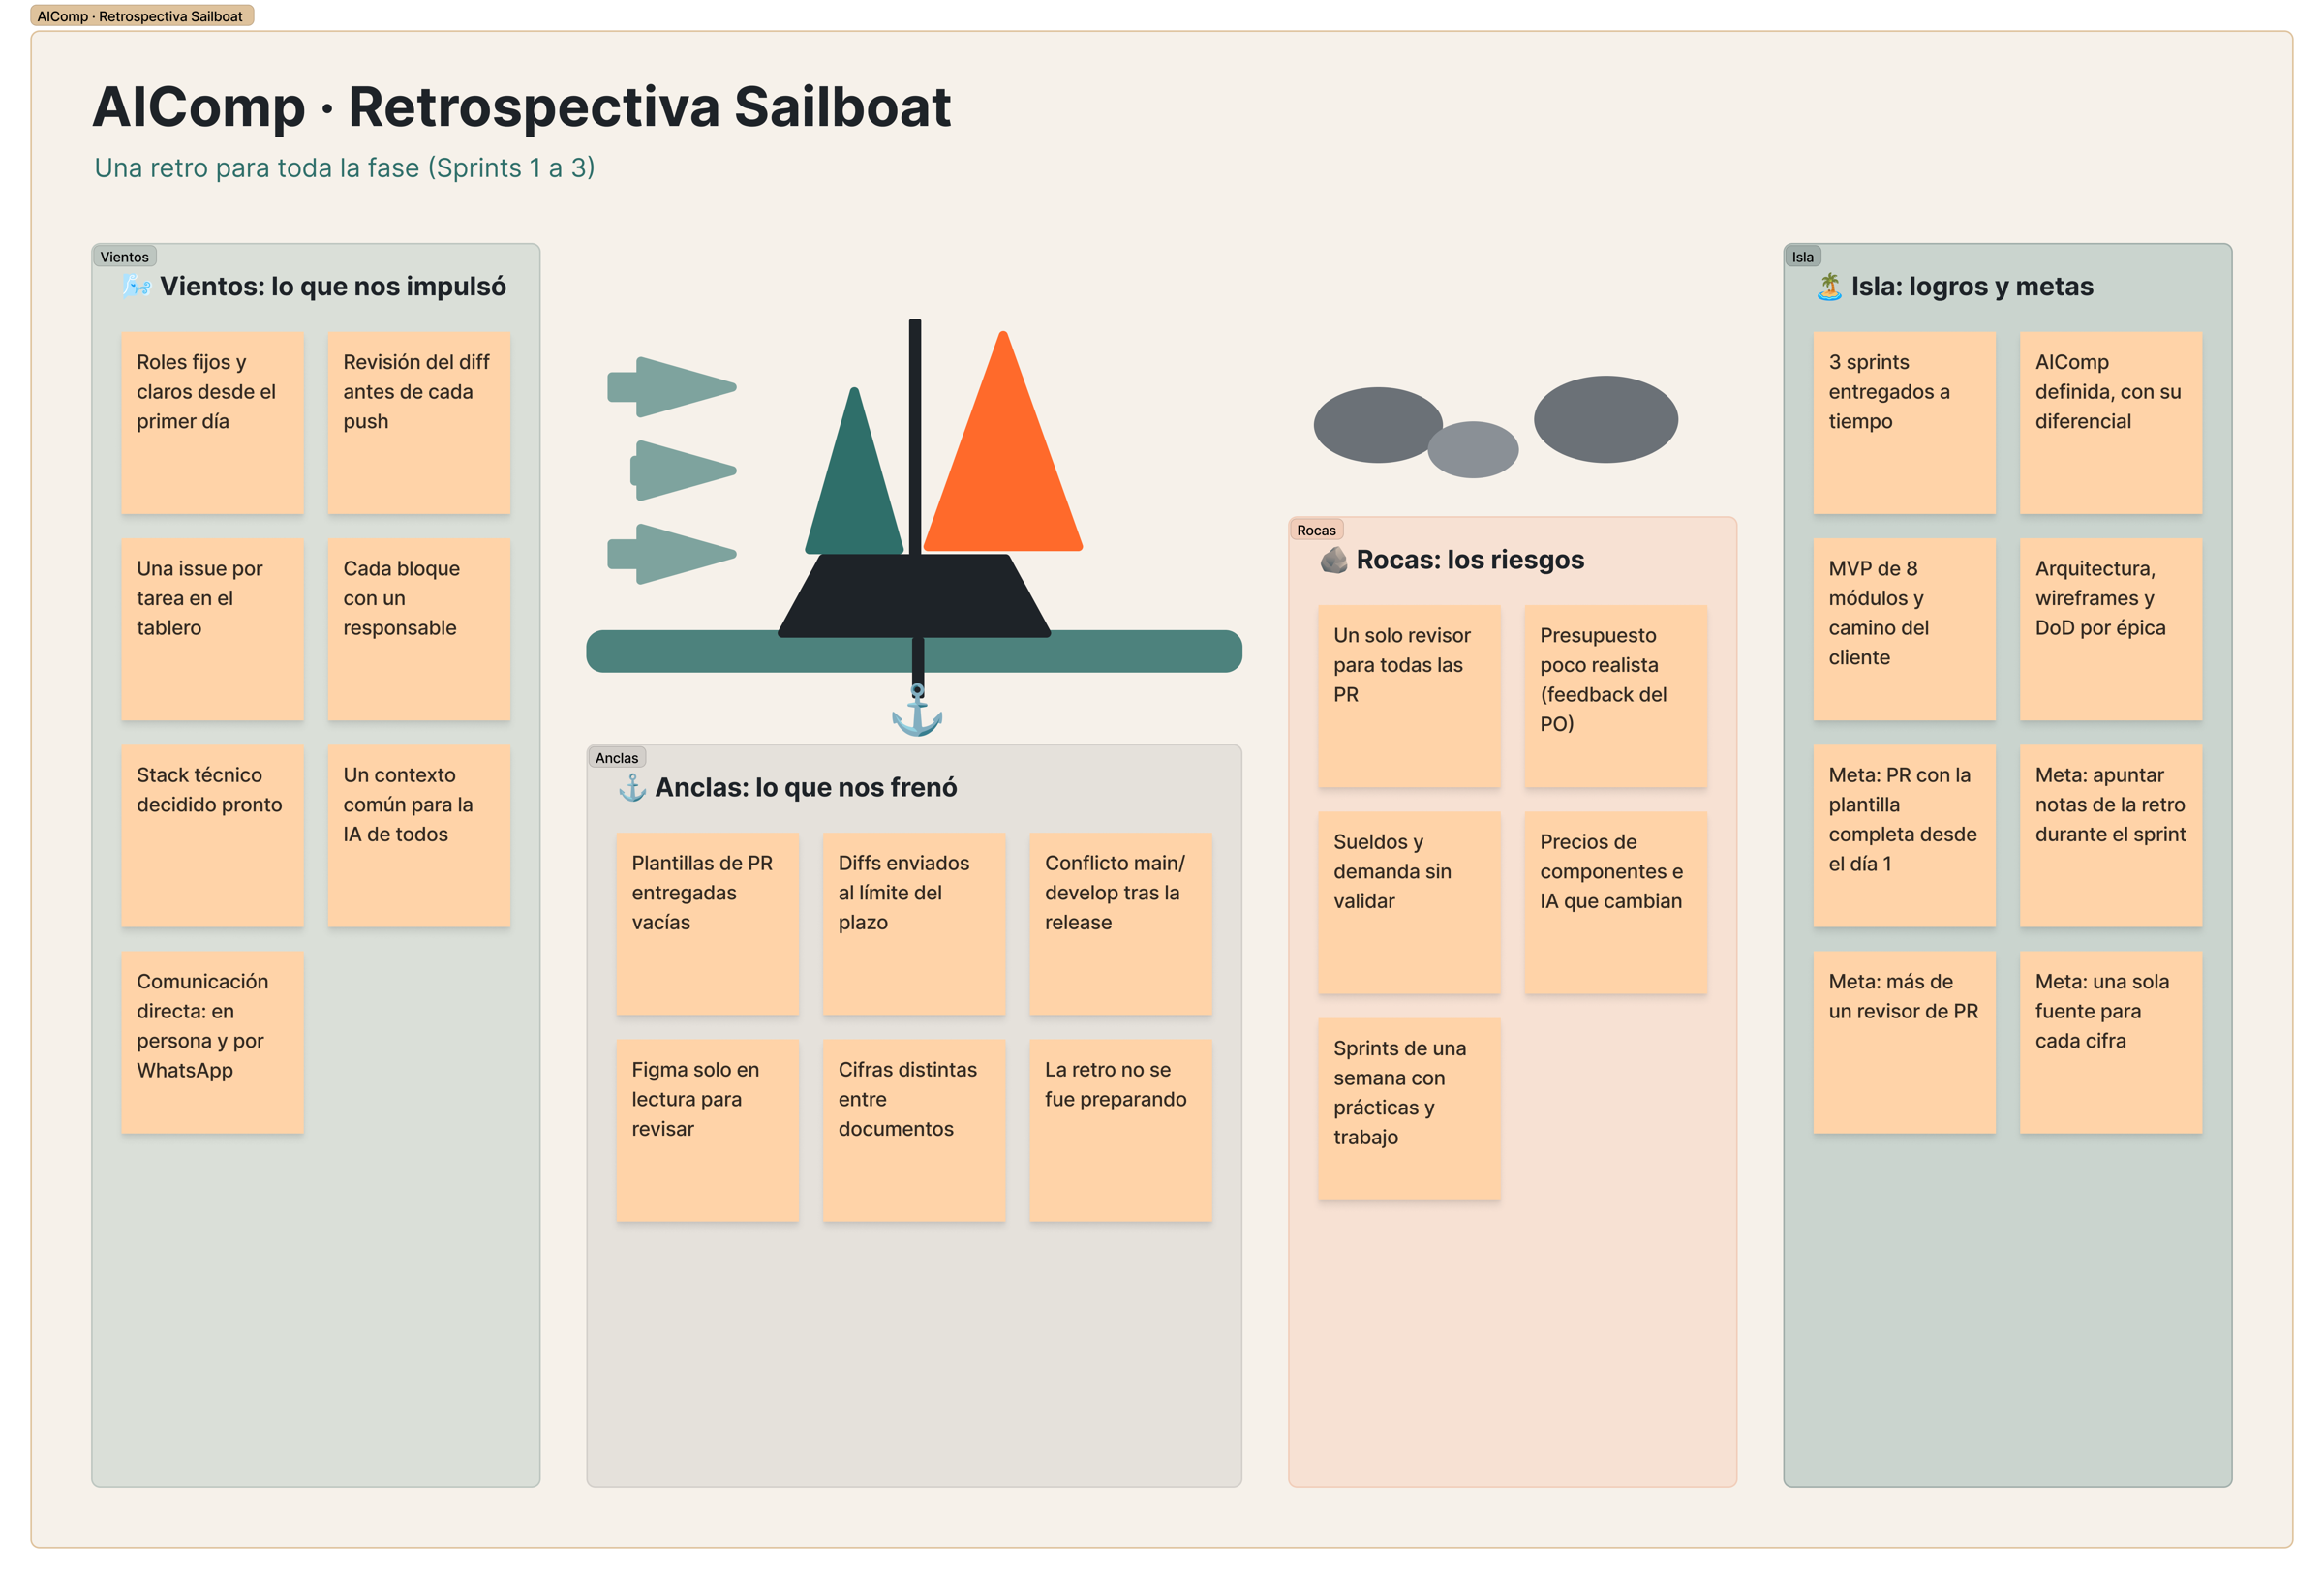 AIComp · Retrospectiva Sailboat
AIComp · Retrospectiva Sailboat
Una retro para toda la fase (Sprints 1 a 3)
Vientos
Vientos: lo que nos impulsó
Roles fijos y
claros desde el
primer día
Revisión del diff
antes de cada
push
Una issue por
tarea en el
tablero
Cada bloque
con un
responsable
Stack técnico
decidido pronto
Un contexto
común para la
IA de todos
Comunicación
directa: en
persona y por
WhatsApp
Anclas
Anclas: lo que nos frenó
Plantillas de PR
entregadas
vacías
Diffs enviados
al límite del
plazo
Conflicto main/
develop tras la
release
Figma solo en
lectura para
revisar
Cifras distintas
entre
documentos
La retro no se
fue preparando
Rocas
Rocas: los riesgos
Un solo revisor
para todas las
PR
Presupuesto
poco realista
(feedback del
PO)
Sueldos y
demanda sin
validar
Precios de
componentes e
IA que cambian
Sprints de una
semana con
prácticas y
trabajo
Isla
Isla: logros y metas
3 sprints
entregados a
tiempo
AIComp
definida, con su
diferencial
MVP de 8
módulos y
camino del
cliente
Arquitectura,
wireframes y
DoD por épica
Meta: PR con la
plantilla
completa desde
el día 1
Meta: apuntar
notas de la retro
durante el sprint
Meta: más de
un revisor de PR
Meta: una sola
fuente para
cada cifra